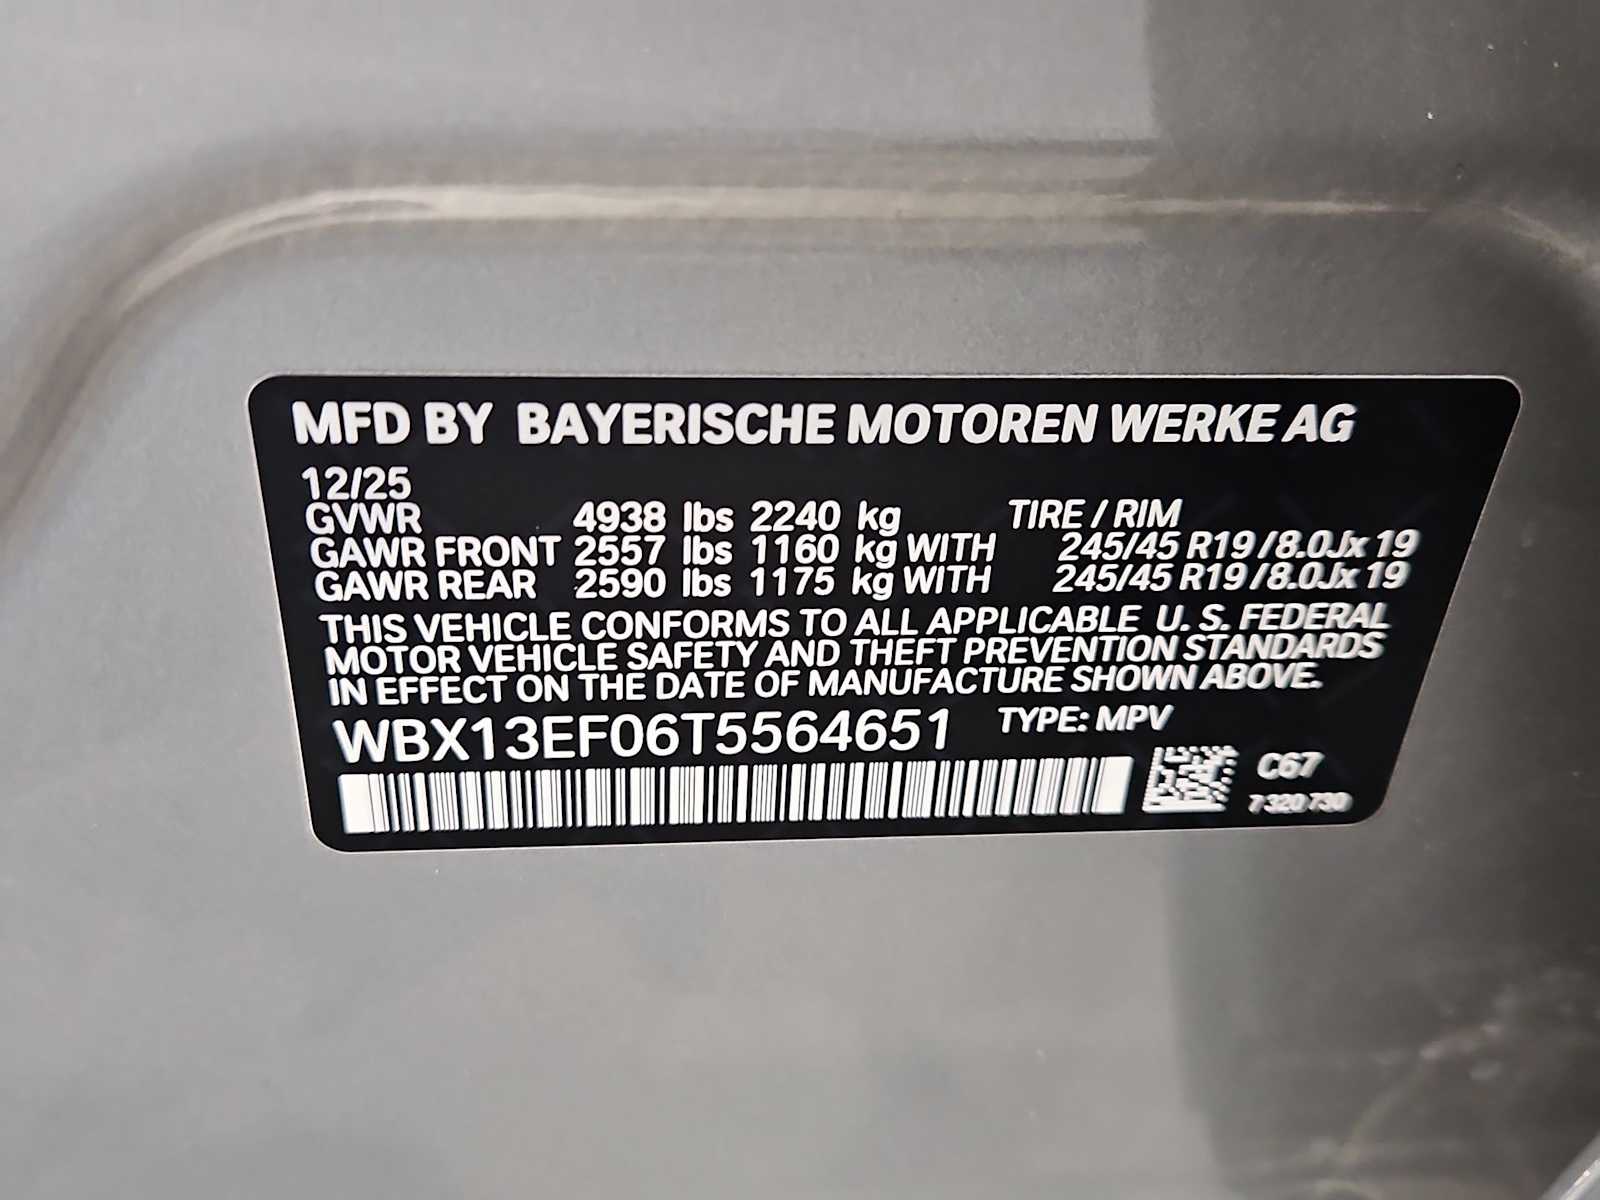 MFD BY BAYERISCHE MOTOREN WERKE AG
12/25
GVWR 4938 lbs 2240 kg TIRE / RIM
GAWR FRONT 2557 lbs 1160 kg WITH 245/45 R19 / 8.0Jx 19
GAWR REAR 2590 lbs 1175 kg WITH 245/45 R19 / 8.0Jx 19
THIS VEHICLE CONFORMS TO ALL APPLICABLE U. S. FEDERAL
MOTOR VEHICLE SAFETY AND THEFT PREVENTION STANDARDS
IN EFFECT ON THE DATE OF MANUFACTURE SHOWN ABOVE.
WBX13EF06T5564651 TYPE: MPV
C67
7 320 730